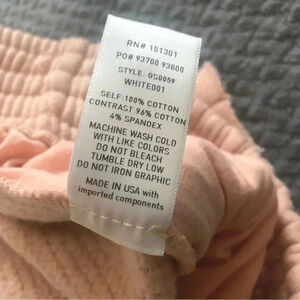 RN# 151301
PO# 93700 93800
STYLE: GS0059
WHITE001
SELF:100% COTTON
CONTRAST 96% COTTON
4% SPANDEX
MACHINE WASH COLD
WITH LIKE COLORS
DO NOT BLEACH
TUMBLE DRY LOW
DO NOT IRON GRAPHIC
MADE IN USA with
imported components